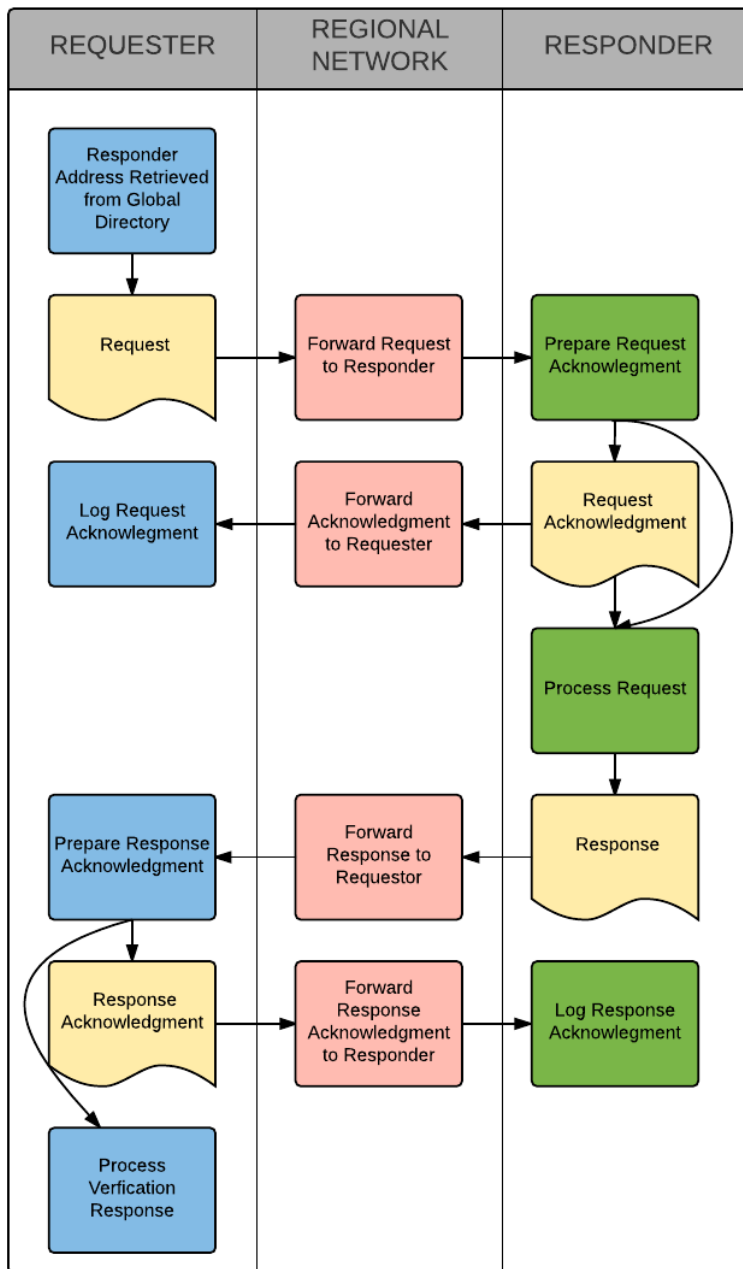 REQUESTER
REGIONAL
NETWORK
RESPONDER
Responder
Address Retrieved
from Global
Directory
Request
Forward Request
to Responder
Prepare Request
Acknowlegment
Log Request
Acknowlegment
Forward
Acknowledgment
to Requester
Request
Acknowledgment
Process Request
Prepare Response
Acknowledgment
Forward
Response to
Requestor
Response
Response
Acknowledgment
Forward
Response
Acknowledgment
to Responder
Log Response
Acknowlegment
Process
Verfication
Response